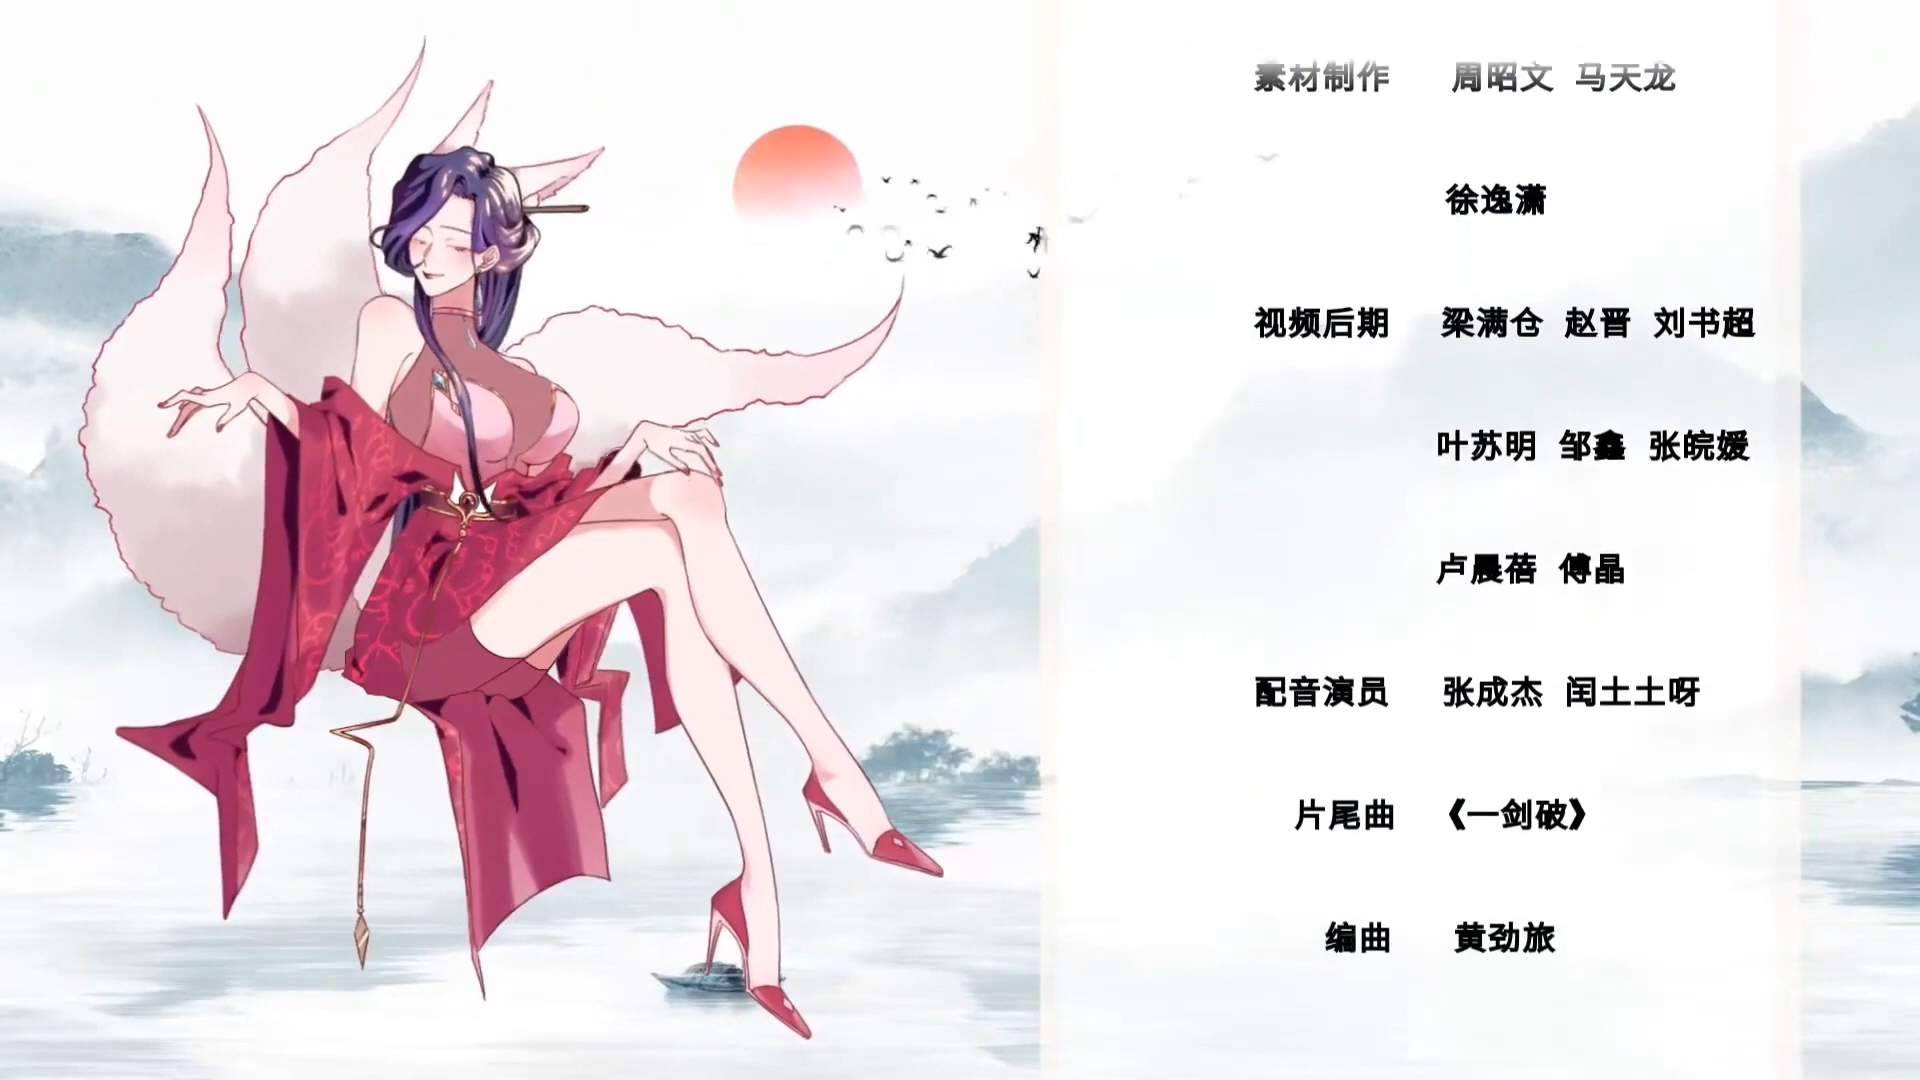 素材制作 周昭文 马天龙
徐逸潇
视频后期 梁满仓 赵晋 刘书超
叶苏明 邹鑫 张皖媛
卢晨蓓 傅晶
配音演员 张成杰 闰土土呀
片尾曲 《一剑破》
编曲 黄劲旅